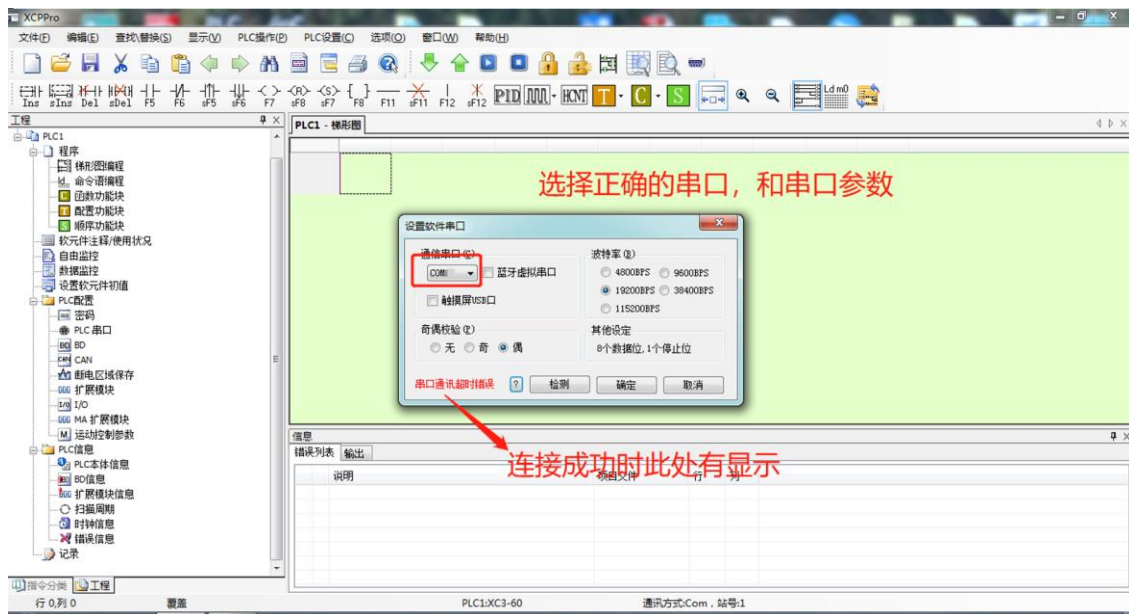 XCPPro
文件(F) 编辑(E) 查找\替换(S) 显示(V) PLC操作(P) PLC设置(C) 选项(O) 窗口(W) 帮助(H)
Ins sIns Del sDel F5 F6 sF5 sF6 F7 sF8 sF7 F8 F11 sF11 F12 sF12 PID HCNT T C S Ld m0
工程
PLC1
程序
梯形图编程
命令语编程
函数功能块
配置功能块
顺序功能块
软元件注释/使用状况
自由监控
数据监控
设置软元件初值
PLC配置
密码
PLC 串口
BD
CAN
断电区域保存
扩展模块
I/O
MA 扩展模块
运动控制参数
PLC信息
PLC本体信息
BD信息
扩展模块信息
扫描周期
时钟信息
错误信息
记录
指令分类 工程
PLC1 - 梯形图
选择正确的串口，和串口参数
设置软件串口
通信串口(C)
COM
蓝牙虚拟串口
触摸屏USB口
波特率(B)
4800BPS 9600BPS
19200BPS 38400BPS
115200BPS
奇偶校验(P)
无 奇 偶
其他设定
8个数据位,1个停止位
串口通讯超时错误 ? 检测 确定 取消
信息
错误列表 输出
连接成功时此处有显示
说明 项目文件 行 列
行 0,列 0 覆盖 PLC1:XC3-60 通讯方式:Com，站号:1